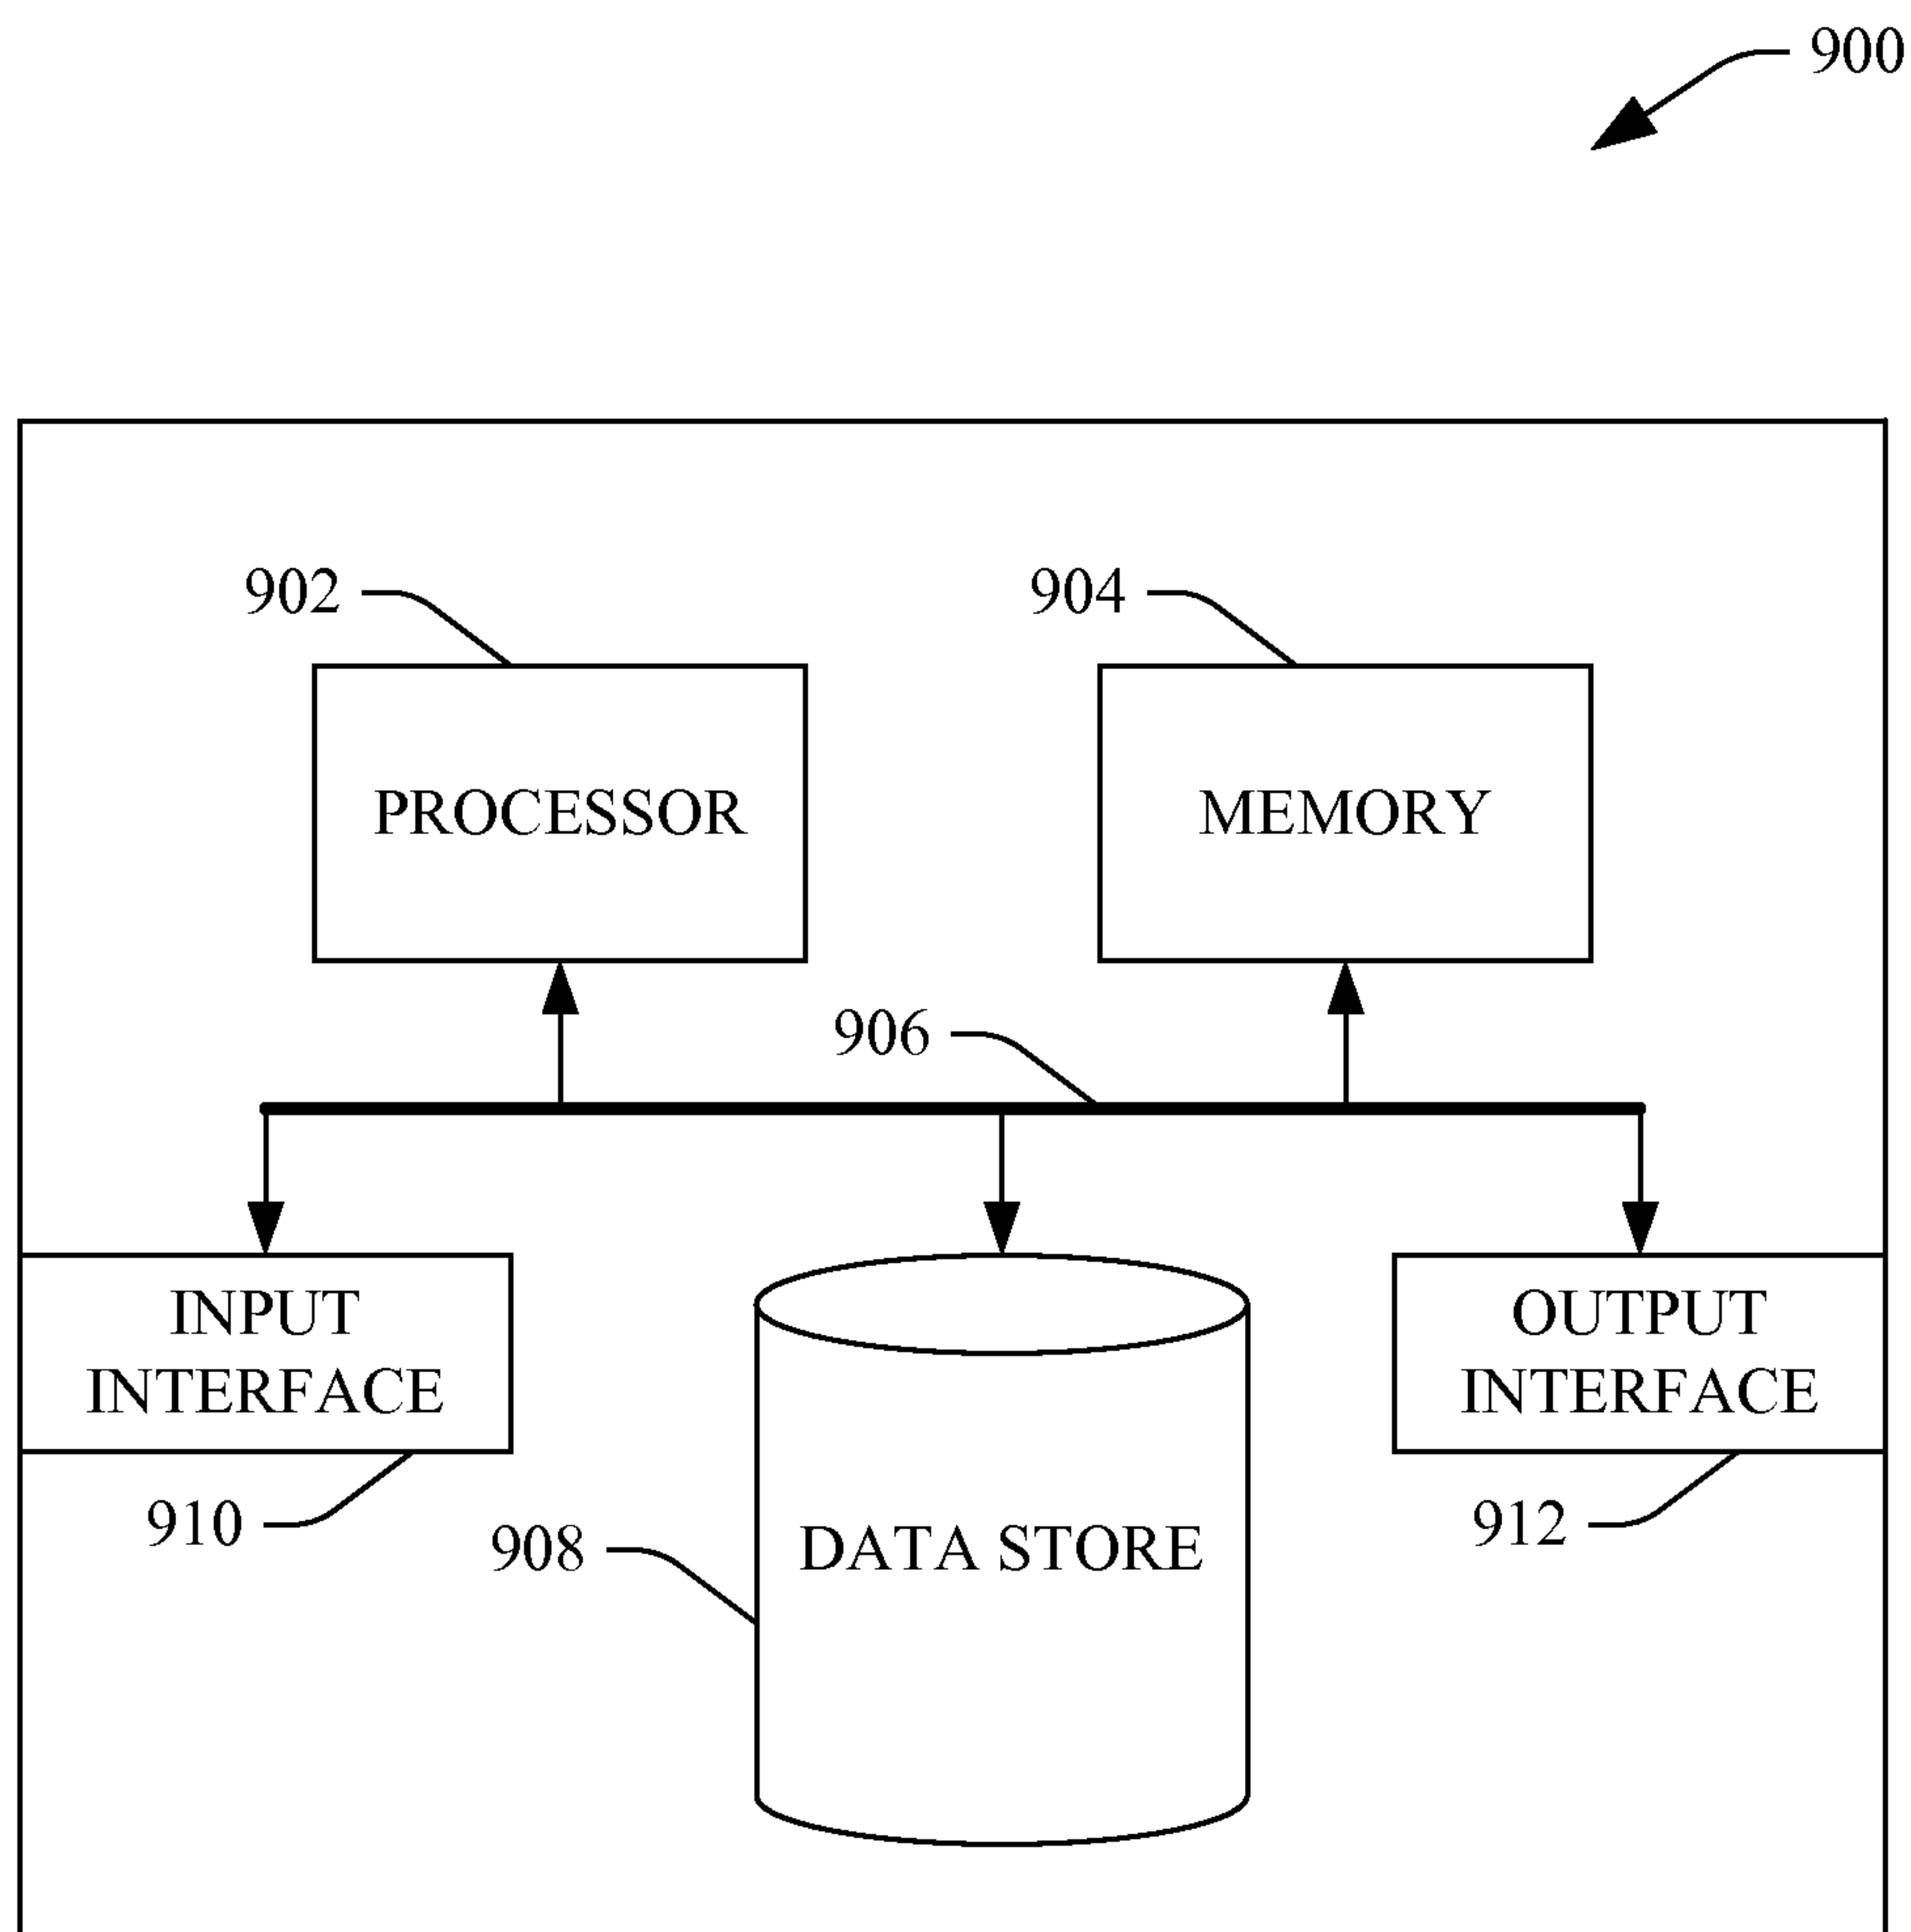 900
902
904
PROCESSOR
MEMORY
906
INPUT
INTERFACE
OUTPUT
INTERFACE
910
908
DATA STORE
912